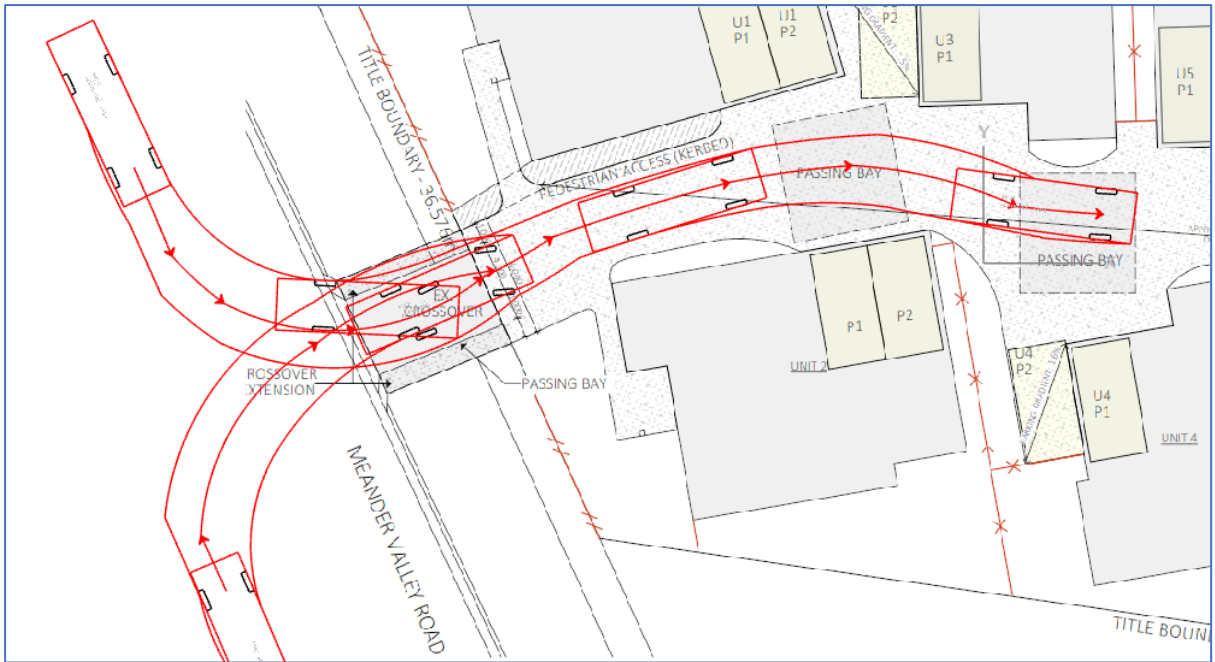 U1
P1
U1
P2
P2
U3
P1
U5
P1
TITLE BOUNDARY - 36.575
PEDESTRIAN ACCESS (KERBED)
PASSING BAY
Y
PASSING BAY
EX.
CROSSOVER
ROSSOVER
XTENSION
PASSING BAY
P1
P2
UNIT 2
U4
P2
U4
P1
UNIT 4
MEANDER VALLEY ROAD
TITLE BOUN